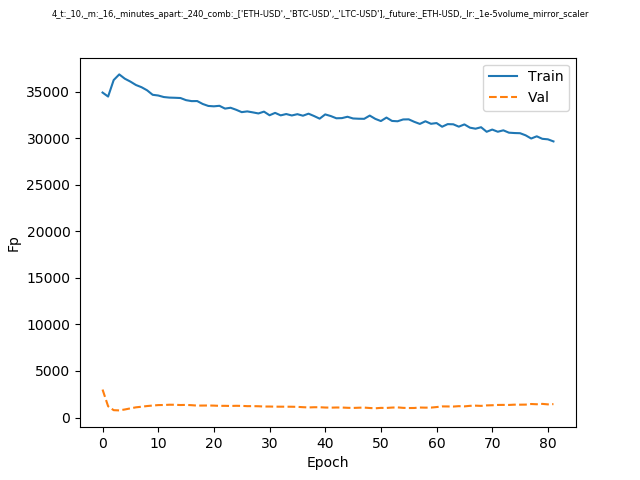 4_t:_10,_m:_16,_minutes_apart:_240_comb:_['ETH-USD',_'BTC-USD',_'LTC-USD'],_future:_ETH-USD,_lr:_1e-5volume_mirror_scaler
Train
Val
35000
30000
25000
20000
15000
10000
5000
0
Fp
0 10 20 30 40 50 60 70 80
Epoch